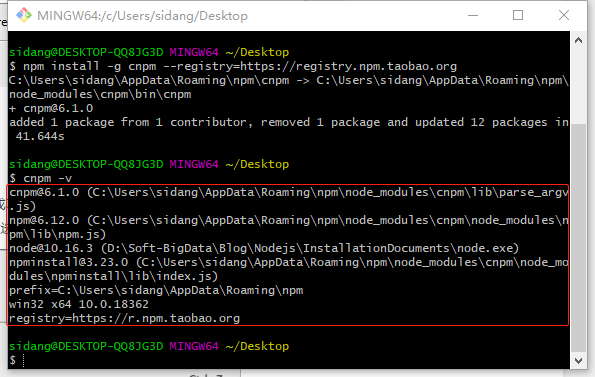 MINGW64:/c/Users/sidang/Desktop
sidang@DESKTOP-QQ8JG3D MINGW64 ~/Desktop
$ npm install -g cnpm --registry=https://registry.npm.taobao.org
C:\Users\sidang\AppData\Roaming\npm\cnpm -> C:\Users\sidang\AppData\Roaming\npm\
node_modules\cnpm\bin\cnpm
+ cnpm@6.1.0
added 1 package from 1 contributor, removed 1 package and updated 12 packages in
41.644s
sidang@DESKTOP-QQ8JG3D MINGW64 ~/Desktop
$ cnpm -v
cnpm@6.1.0 (C:\Users\sidang\AppData\Roaming\npm\node_modules\cnpm\lib\parse_argv
.js)
npm@6.12.0 (C:\Users\sidang\AppData\Roaming\npm\node_modules\cnpm\node_modules\n
pm\lib\npm.js)
node@10.16.3 (D:\Soft-BigData\Blog\Nodejs\InstallationDocuments\node.exe)
npminstall@3.23.0 (C:\Users\sidang\AppData\Roaming\npm\node_modules\cnpm\node_mo
dules\npminstall\lib\index.js)
prefix=C:\Users\sidang\AppData\Roaming\npm
win32 x64 10.0.18362
registry=https://r.npm.taobao.org
sidang@DESKTOP-QQ8JG3D MINGW64 ~/Desktop
$